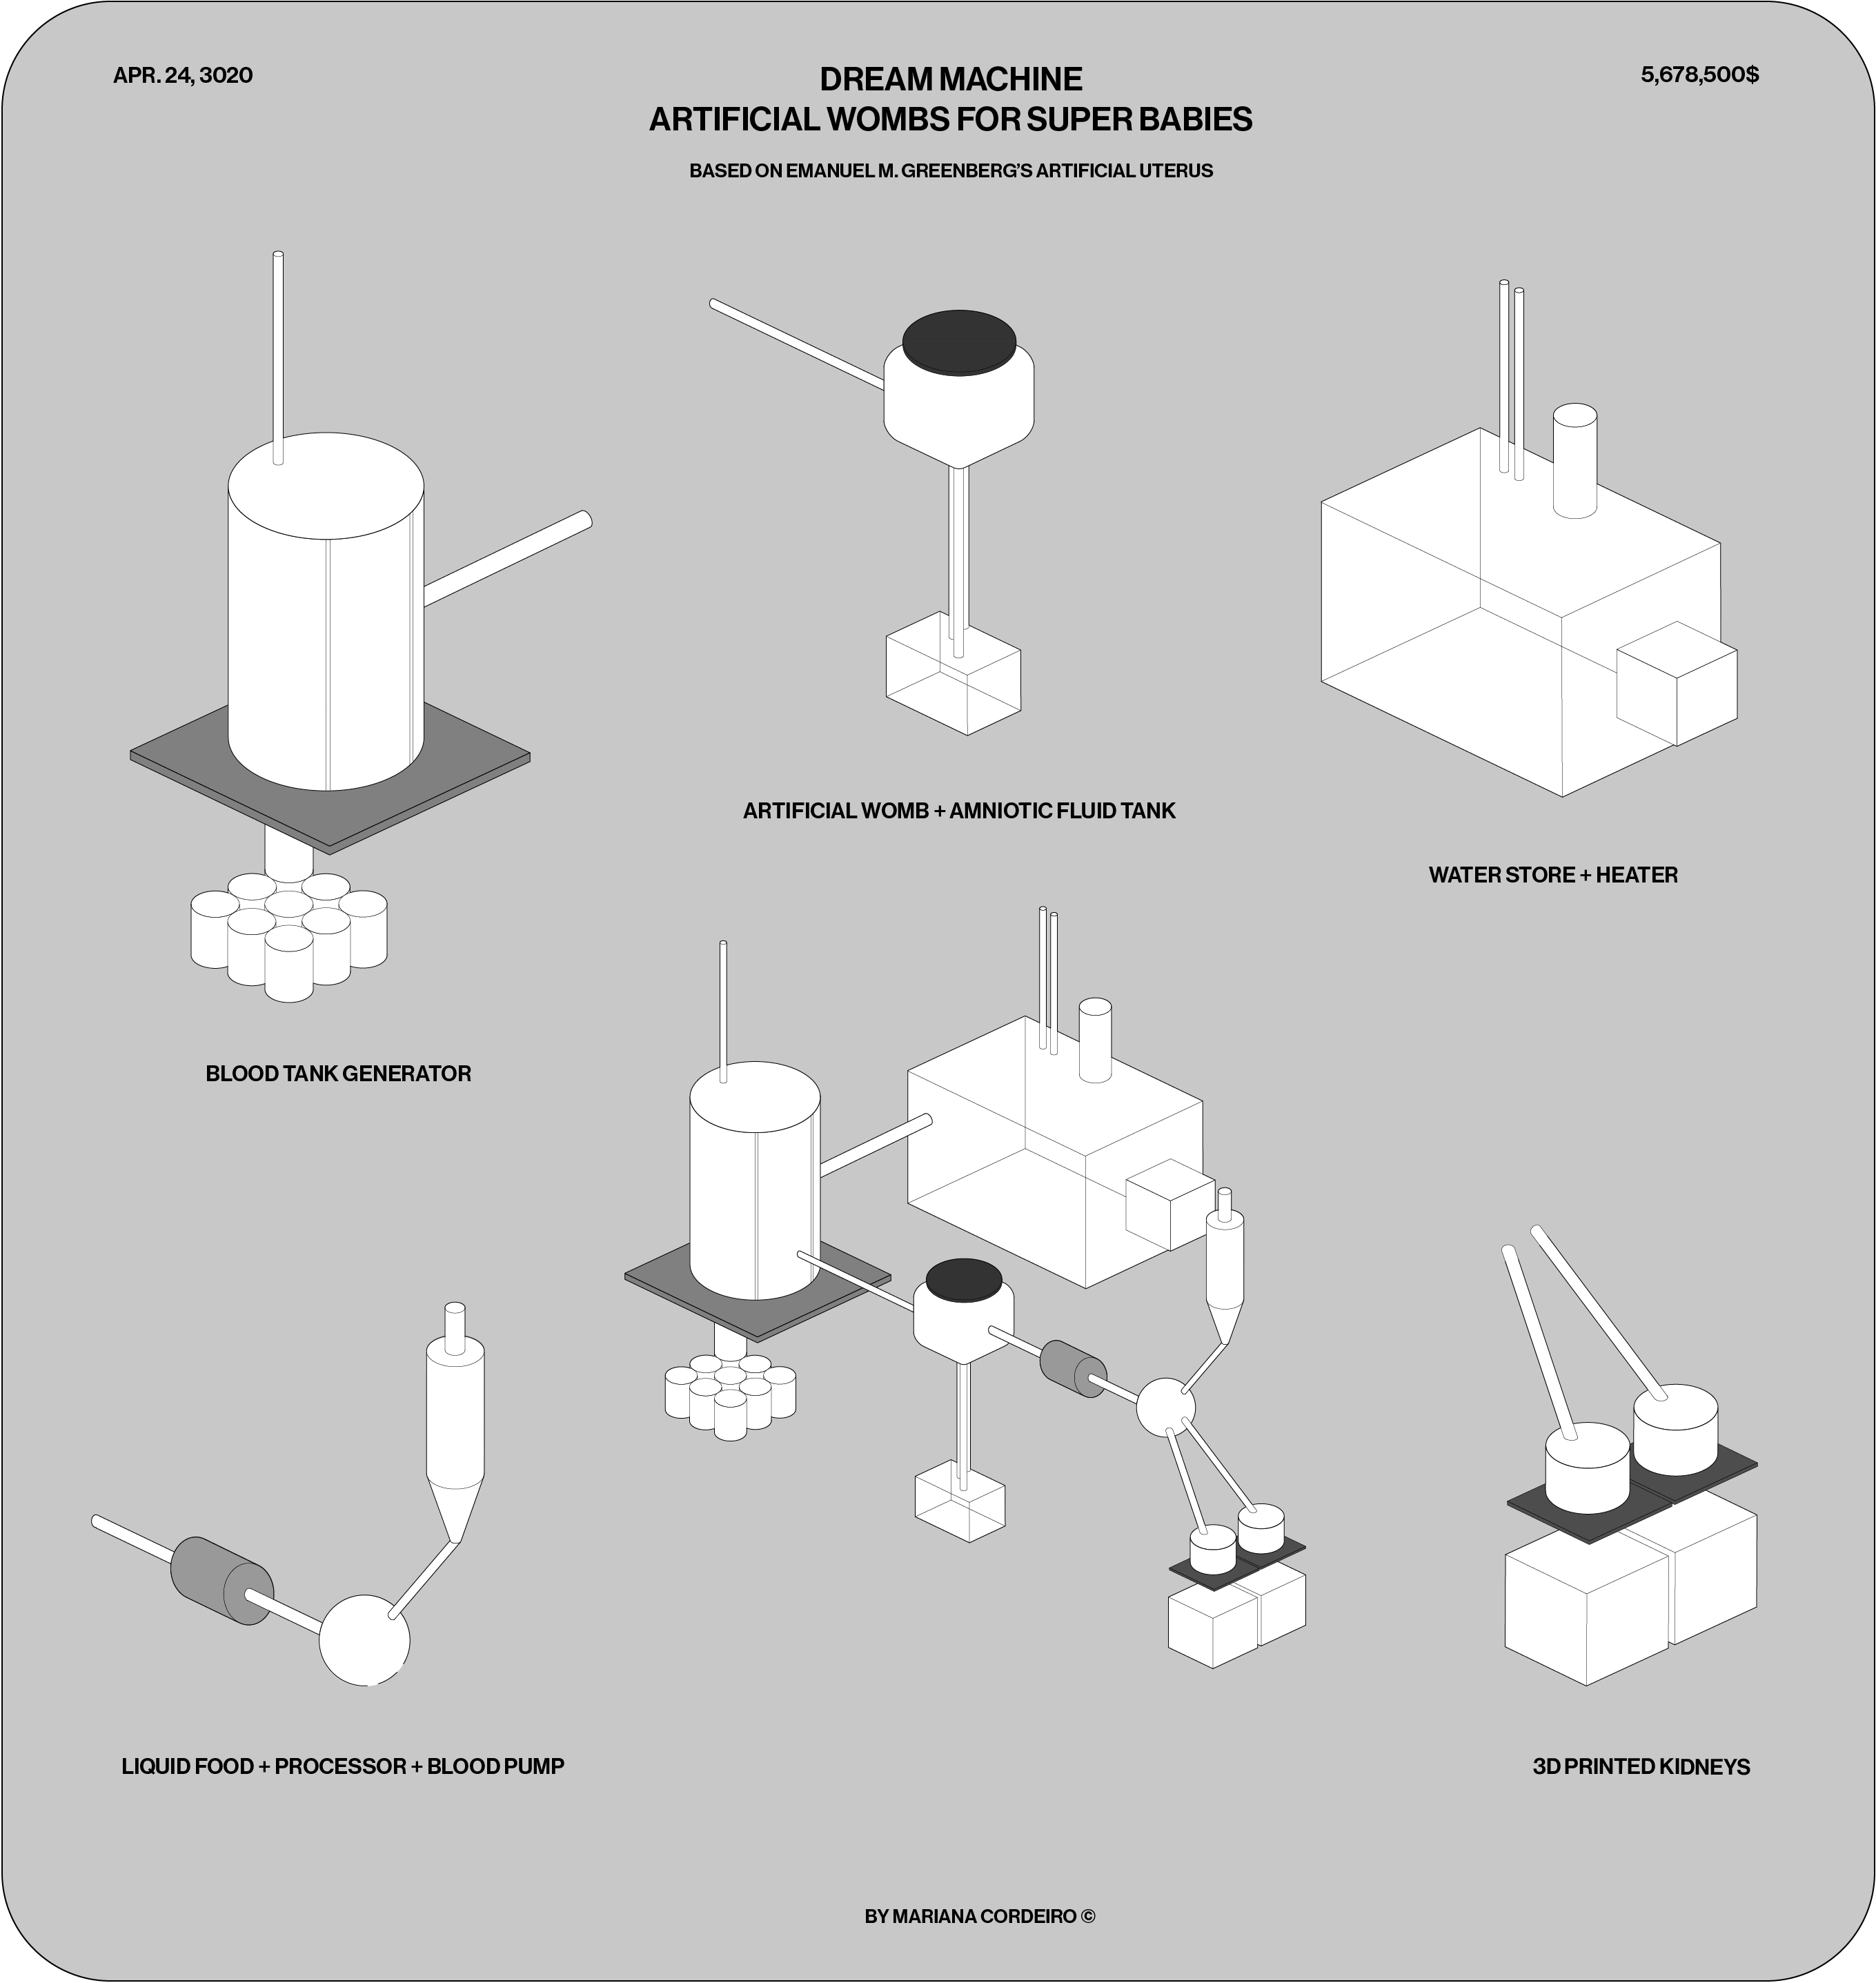 APR. 24, 3020
DREAM MACHINE
5,678,500$
ARTIFICIAL WOMBS FOR SUPER BABIES
BASED ON EMANUEL M. GREENBERG’S ARTIFICIAL UTERUS
ARTIFICIAL WOMB + AMNIOTIC FLUID TANK
WATER STORE + HEATER
BLOOD TANK GENERATOR
LIQUID FOOD + PROCESSOR + BLOOD PUMP
3D PRINTED KIDNEYS
BY MARIANA CORDEIRO ©